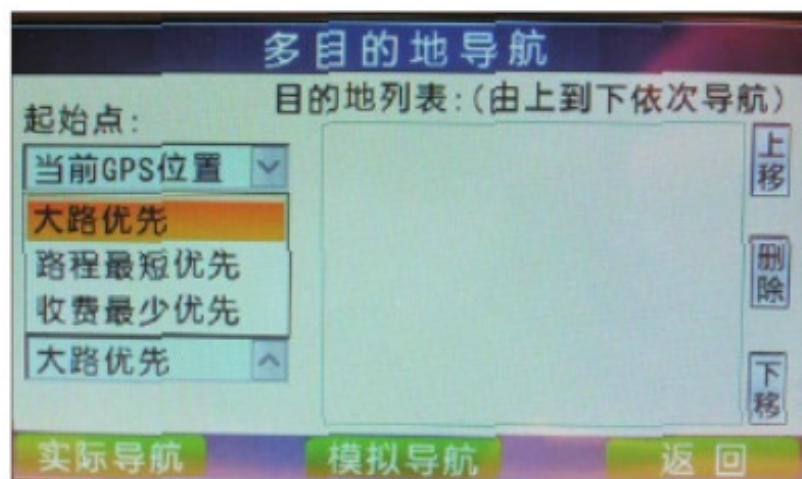 多目的地导航
起始点:
目的地列表:(由上到下依次导航)
当前GPS位置
大路优先
路程最短优先
收费最少优先
大路优先
上移
删除
下移
实际导航
模拟导航
返回